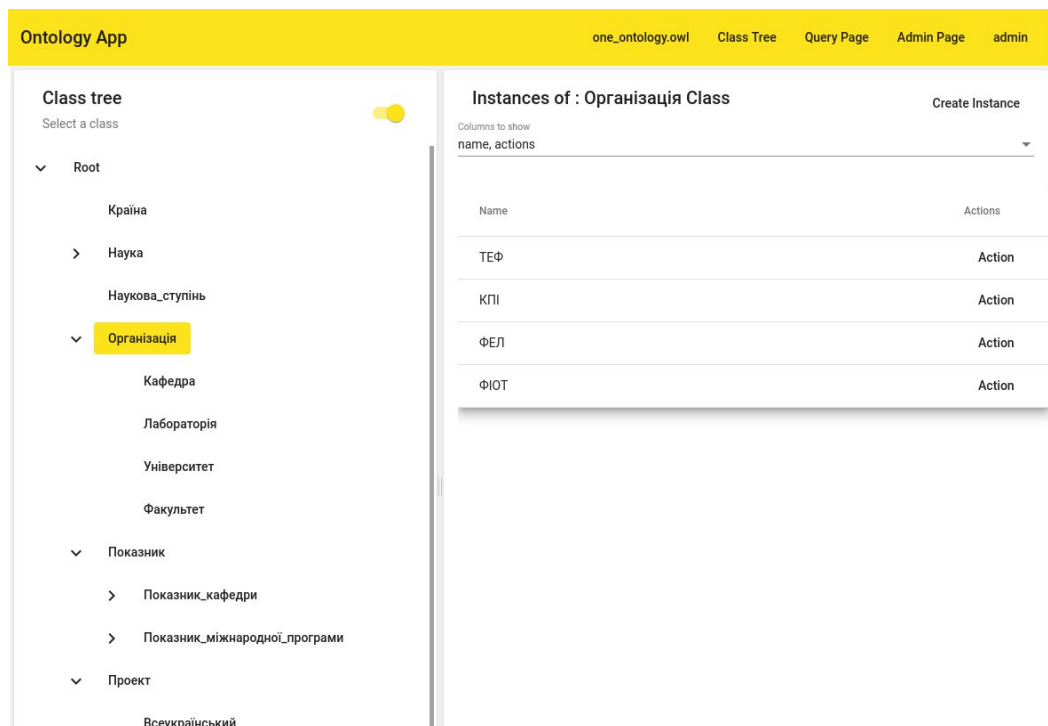 Ontology App
one_ontology.owl Class Tree Query Page Admin Page admin
Class tree
Select a class
Root
Країна
Наука
Наукова_ступінь
Організація
Кафедра
Лабораторія
Університет
Факультет
Показник
Показник_кафедри
Показник_міжнародної_програми
Проект
Всеукраїнський
Instances of : Організація Class
Create Instance
Columns to show
name, actions
Name Actions
ТЕФ Action
КПІ Action
ФЕЛ Action
ФІОТ Action